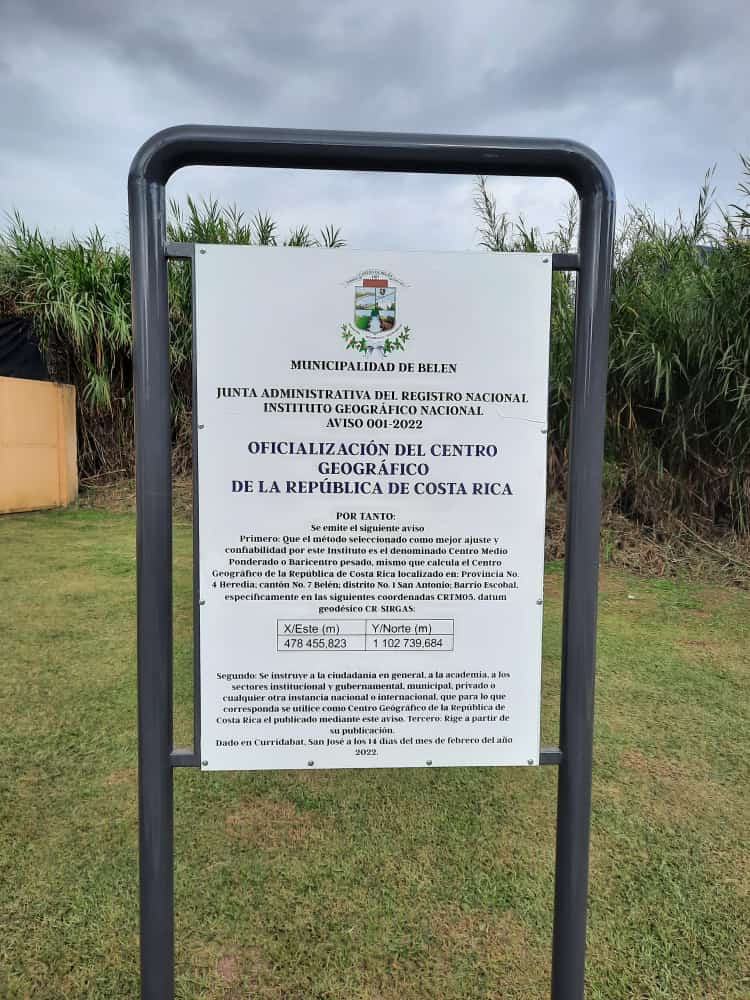 MUNICIPALIDAD DE BELEN
JUNTA ADMINISTRATIVA DEL REGISTRO NACIONAL
INSTITUTO GEOGRÁFICO NACIONAL
AVISO 001-2022
OFICIALIZACIÓN DEL CENTRO
GEOGRÁFICO
DE LA REPÚBLICA DE COSTA RICA
POR TANTO:
Se emite el siguiente aviso
Primero: Que el método seleccionado como mejor ajuste y
confiabilidad por este Instituto es el denominado Centro Medio
Ponderado o Baricentro pesado, mismo que calcula el Centro
Geográfico de la República de Costa Rica localizado en: Provincia No.
4 Heredia; cantón No. 7 Belén; distrito No. 1 San Antonio; Barrio Escobal,
específicamente en las siguientes coordenadas CRTM05, datum
geodésico CR-SIRGAS:
X/Este (m) Y/Norte (m)
478 455,823 1 102 739,684
Segundo: Se instruye a la ciudadanía en general, a la academia, a los
sectores institucional y gubernamental, municipal, privado o
cualquier otra instancia nacional o internacional, que para lo que
corresponda se utilice como Centro Geográfico de la República de
Costa Rica el publicado mediante este aviso. Tercero: Rige a partir de
su publicación.
Dado en Curridabat, San José a los 14 días del mes de febrero del año
2022.